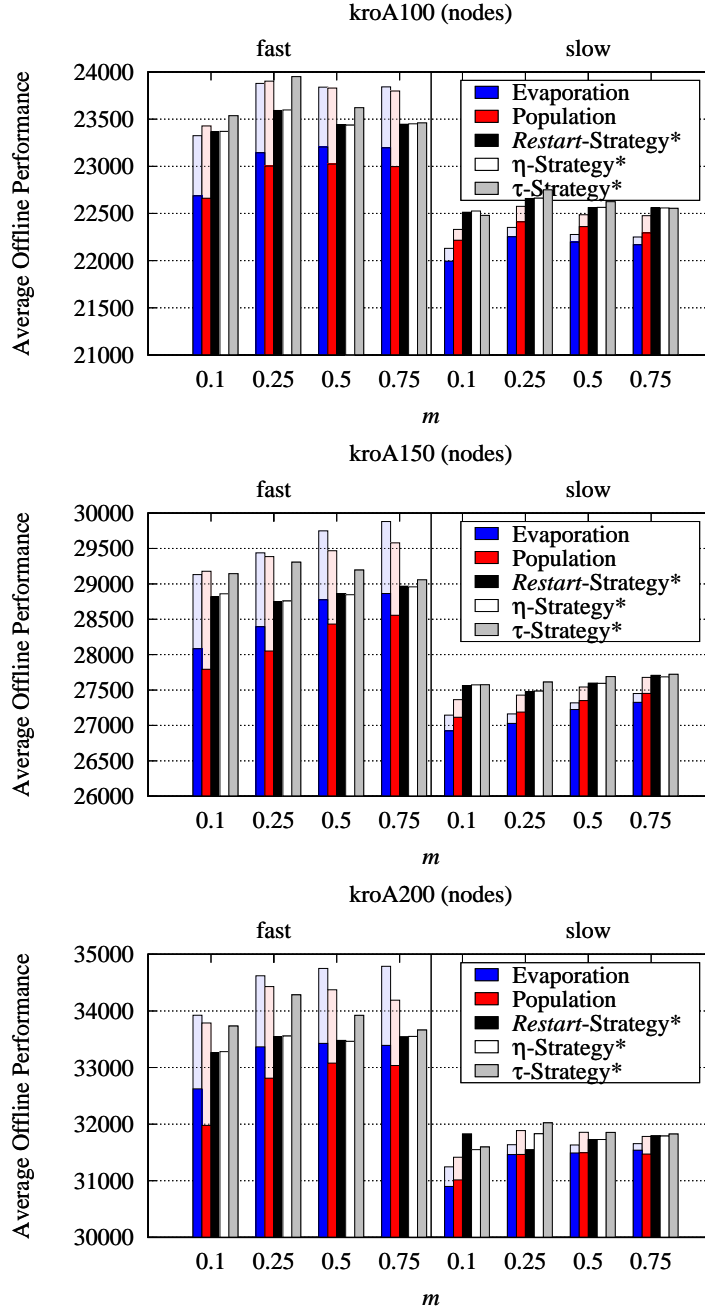 kroA100 (nodes)
fast slow
Average Offline Performance
24000
23500
23000
22500
22000
21500
21000
Evaporation
Population
Restart-Strategy*
η-Strategy*
τ-Strategy*
0.1 0.25 0.5 0.75 0.1 0.25 0.5 0.75
m
kroA150 (nodes)
fast slow
Average Offline Performance
30000
29500
29000
28500
28000
27500
27000
26500
26000
Evaporation
Population
Restart-Strategy*
η-Strategy*
τ-Strategy*
0.1 0.25 0.5 0.75 0.1 0.25 0.5 0.75
m
kroA200 (nodes)
fast slow
Average Offline Performance
35000
34000
33000
32000
31000
30000
Evaporation
Population
Restart-Strategy*
η-Strategy*
τ-Strategy*
0.1 0.25 0.5 0.75 0.1 0.25 0.5 0.75
m